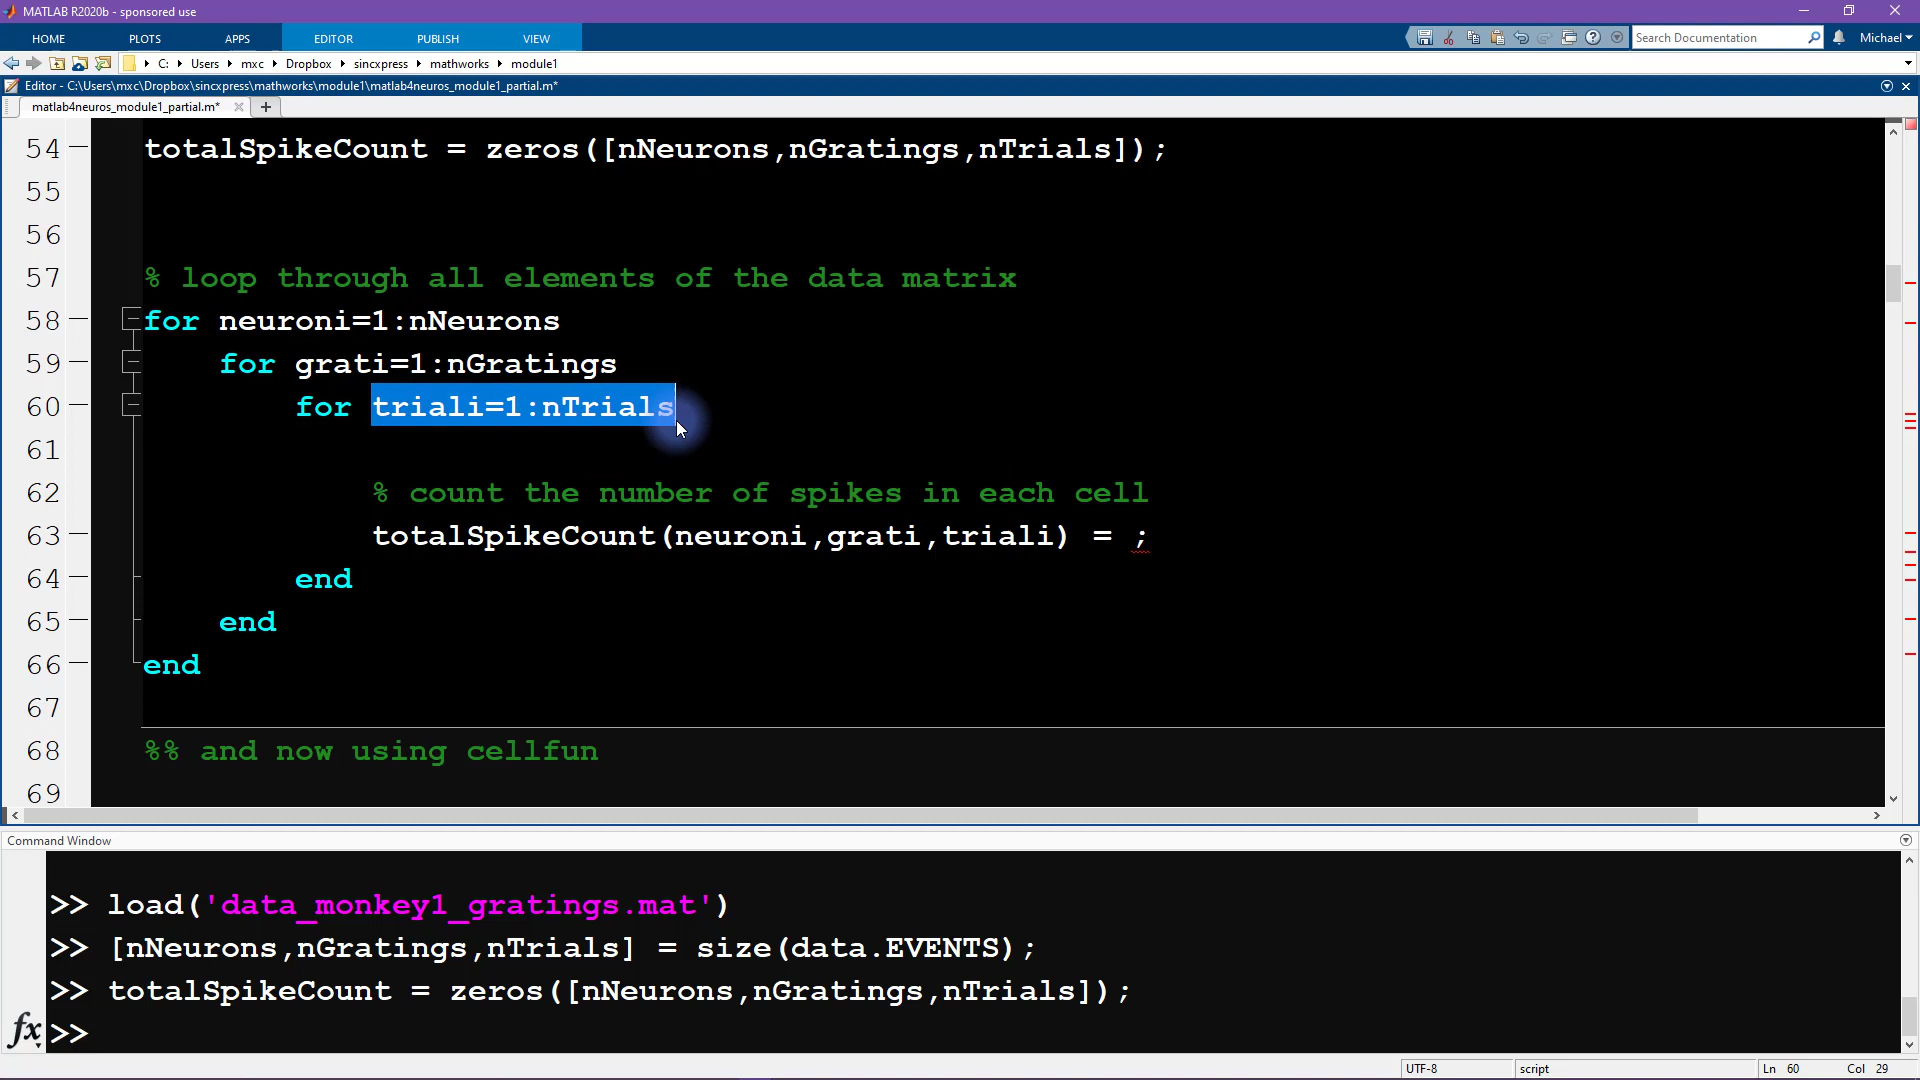 MATLAB R2020b - sponsored use
HOME PLOTS APPS EDITOR PUBLISH VIEW Search Documentation Michael
C: Users mxc Dropbox sincxpress mathworks module1
Editor - C:\Users\mxc\Dropbox\sincxpress\mathworks\module1\matlab4neuros_module1_partial.m*
matlab4neuros_module1_partial.m*
54 totalSpikeCount = zeros([nNeurons,nGratings,nTrials]);
55
56
57 % loop through all elements of the data matrix
58 for neuroni=1:nNeurons
59 for grati=1:nGratings
60 for triali=1:nTrials
61
62 % count the number of spikes in each cell
63 totalSpikeCount(neuroni,grati,triali) = ;
64 end
65 end
66 end
67
68 %% and now using cellfun
69
Command Window
>> load('data_monkey1_gratings.mat')
>> [nNeurons,nGratings,nTrials] = size(data.EVENTS);
>> totalSpikeCount = zeros([nNeurons,nGratings,nTrials]);
fx >>
UTF-8 script Ln 60 Col 29